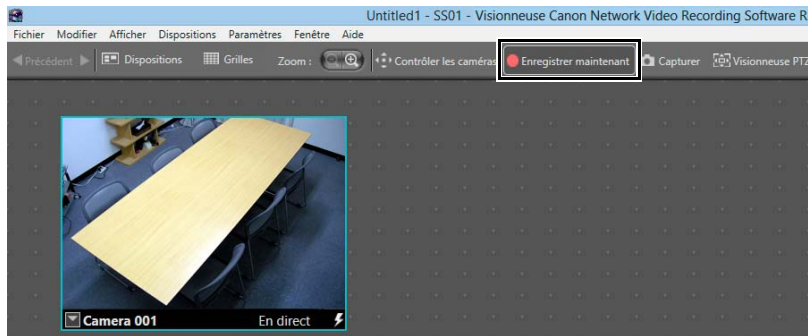 Untitled1 - SS01 - Visionneuse Canon Network Video Recording Software R
Fichier Modifier Afficher Dispositions Paramètres Fenêtre Aide
Précédent Dispositions Grilles Zoom : Contrôler les caméras Enregistrer maintenant Capturer Visionneuse PTZ
Camera 001 En direct